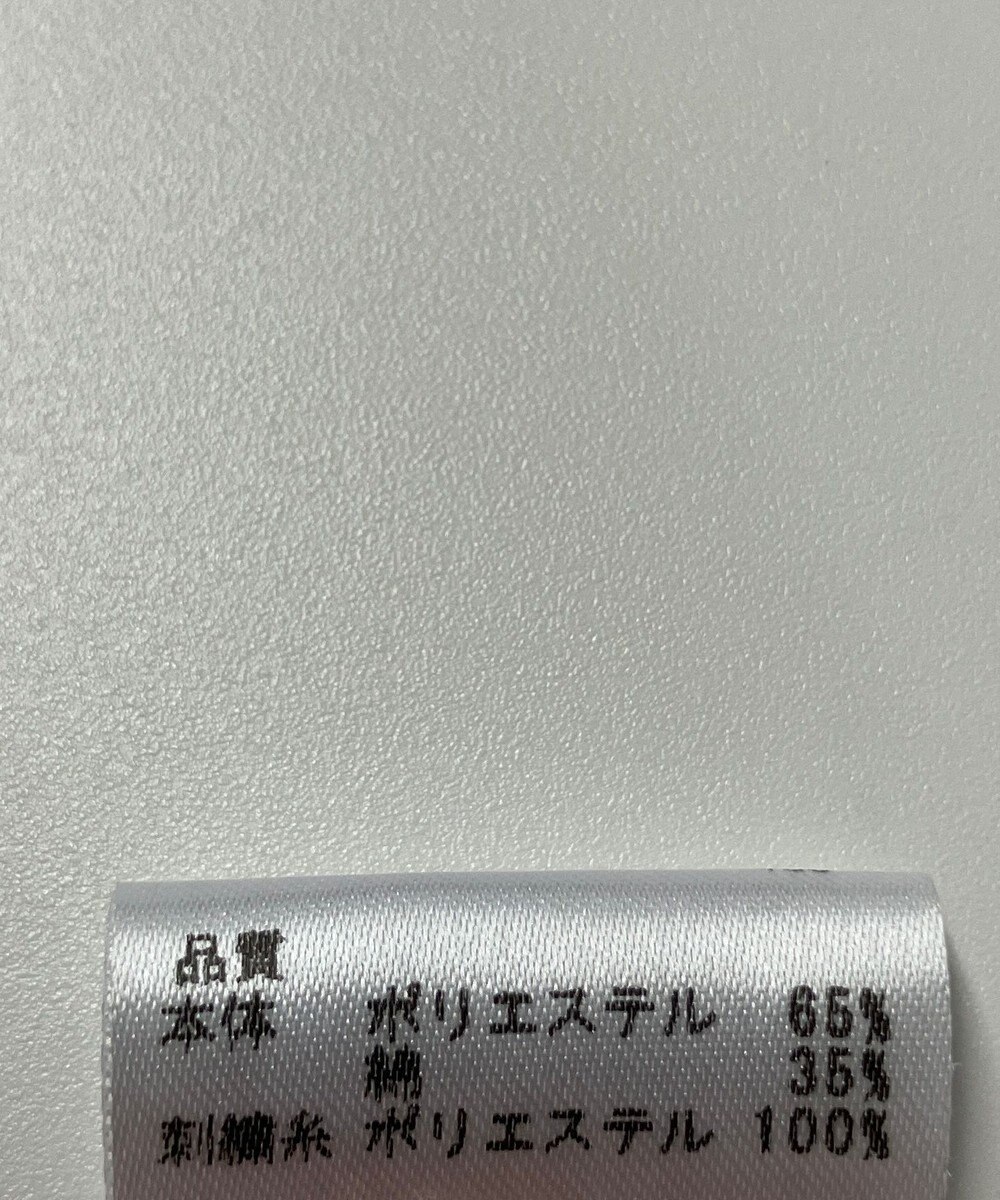 品質
本体 ポリエステル 65%
綿 35%
刺繍糸 ポリエステル 100%